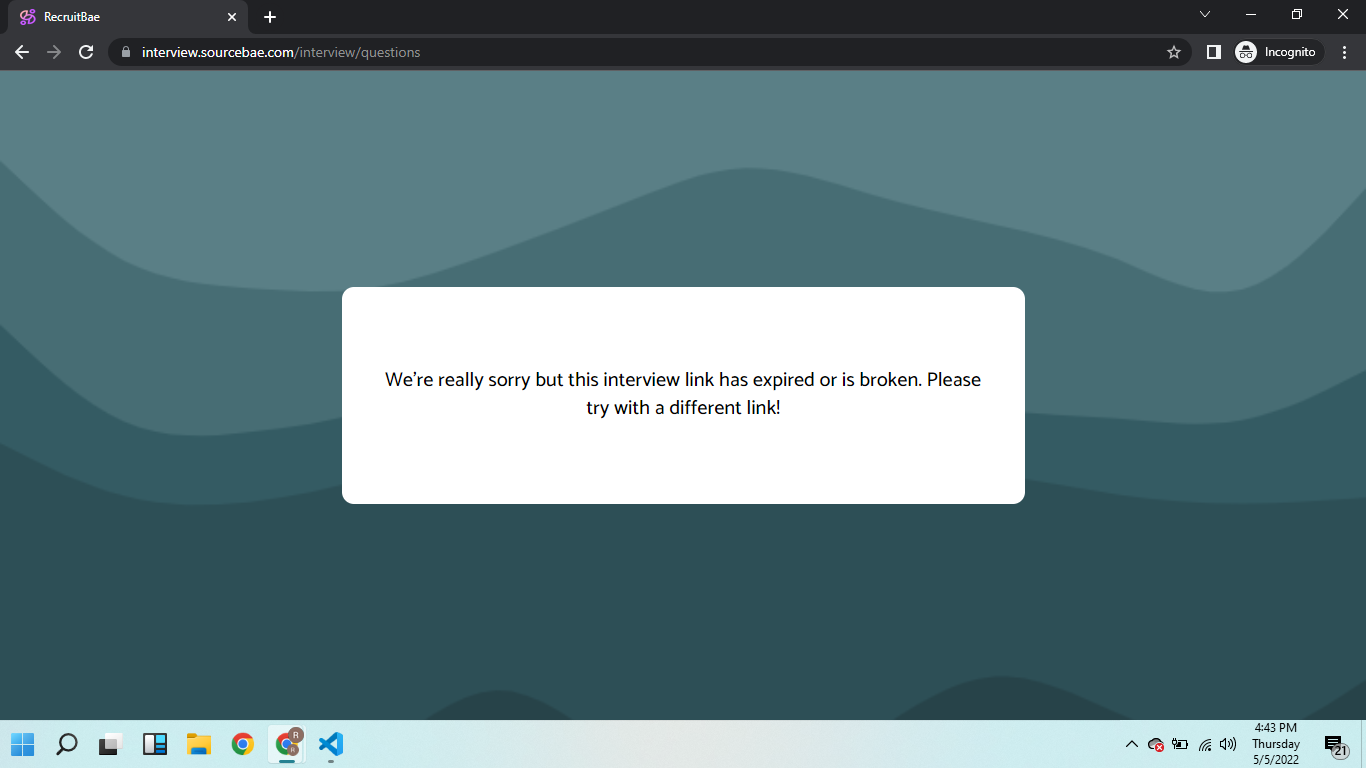 RecruitBae
interview.sourcebae.com/interview/questions
Incognito
We're really sorry but this interview link has expired or is broken. Please
try with a different link!
R
R
4:43 PM
Thursday
5/5/2022
21